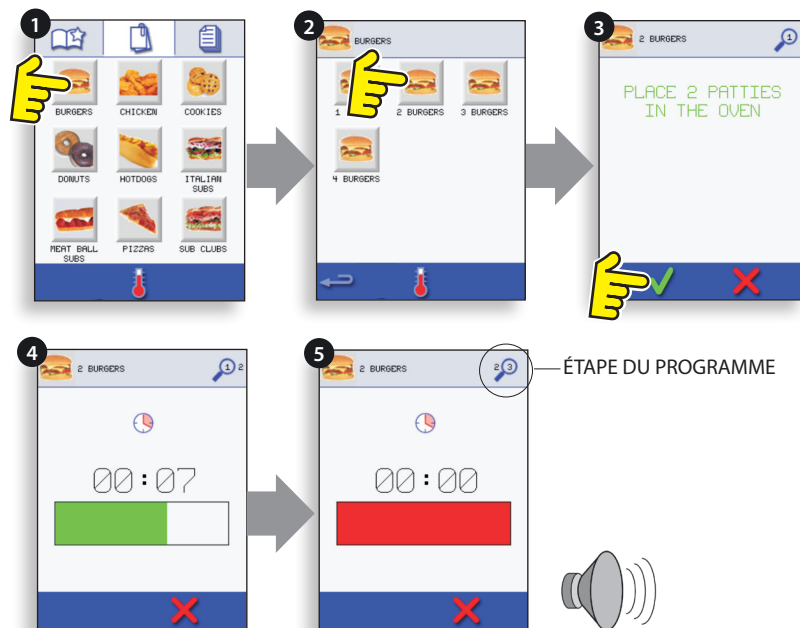 1
BURGERS
CHICKEN
COOKIES
DONUTS
HOTDOGS
ITALIAN
SUBS
MEAT BALL
SUBS
PIZZAS
SUB CLUBS
2
BURGERS
1
2 BURGERS
3 BURGERS
4 BURGERS
3
2 BURGERS
1
PLACE 2 PATTIES
IN THE OVEN
4
2 BURGERS
1 2
00:07
5
2 BURGERS
2 3
ÉTAPE DU PROGRAMME
00:00